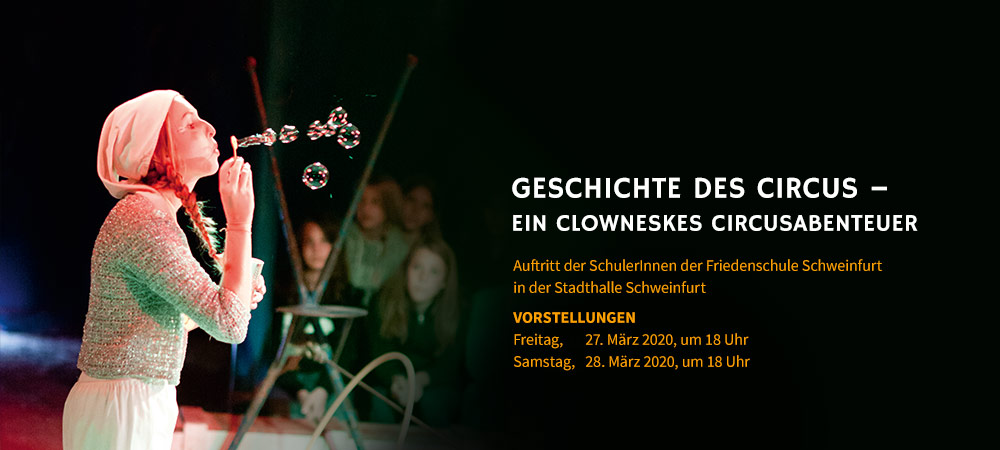 GESCHICHTE DES CIRCUS –
EIN CLOWNESKES CIRCUSABENTEUER
Auftritt der SchulerInnen der Friedenschule Schweinfurt
in der Stadthalle Schweinfurt
VORSTELLUNGEN
Freitag, 27. März 2020, um 18 Uhr
Samstag, 28. März 2020, um 18 Uhr